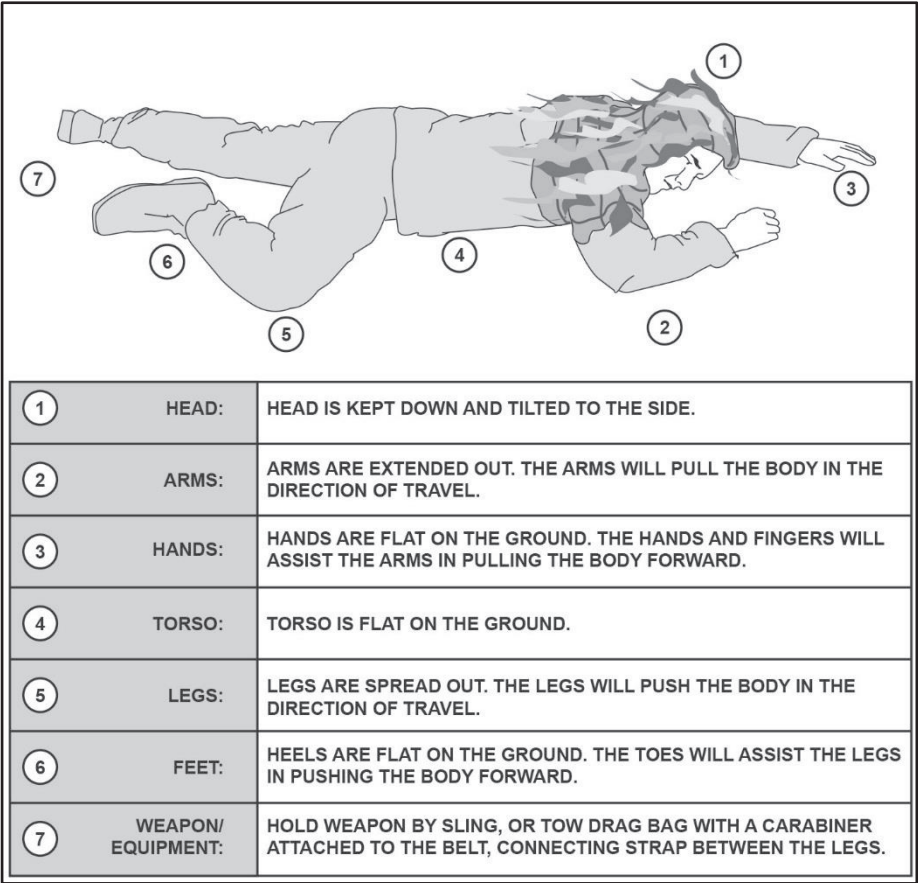 1
7
3
6
4
5
2
1 HEAD: HEAD IS KEPT DOWN AND TILTED TO THE SIDE.
2 ARMS: ARMS ARE EXTENDED OUT. THE ARMS WILL PULL THE BODY IN THE
DIRECTION OF TRAVEL.
3 HANDS: HANDS ARE FLAT ON THE GROUND. THE HANDS AND FINGERS WILL
ASSIST THE ARMS IN PULLING THE BODY FORWARD.
4 TORSO: TORSO IS FLAT ON THE GROUND.
5 LEGS: LEGS ARE SPREAD OUT. THE LEGS WILL PUSH THE BODY IN THE
DIRECTION OF TRAVEL.
6 FEET: HEELS ARE FLAT ON THE GROUND. THE TOES WILL ASSIST THE LEGS
IN PUSHING THE BODY FORWARD.
7 WEAPON/
EQUIPMENT:
HOLD WEAPON BY SLING, OR TOW DRAG BAG WITH A CARABINER
ATTACHED TO THE BELT, CONNECTING STRAP BETWEEN THE LEGS.